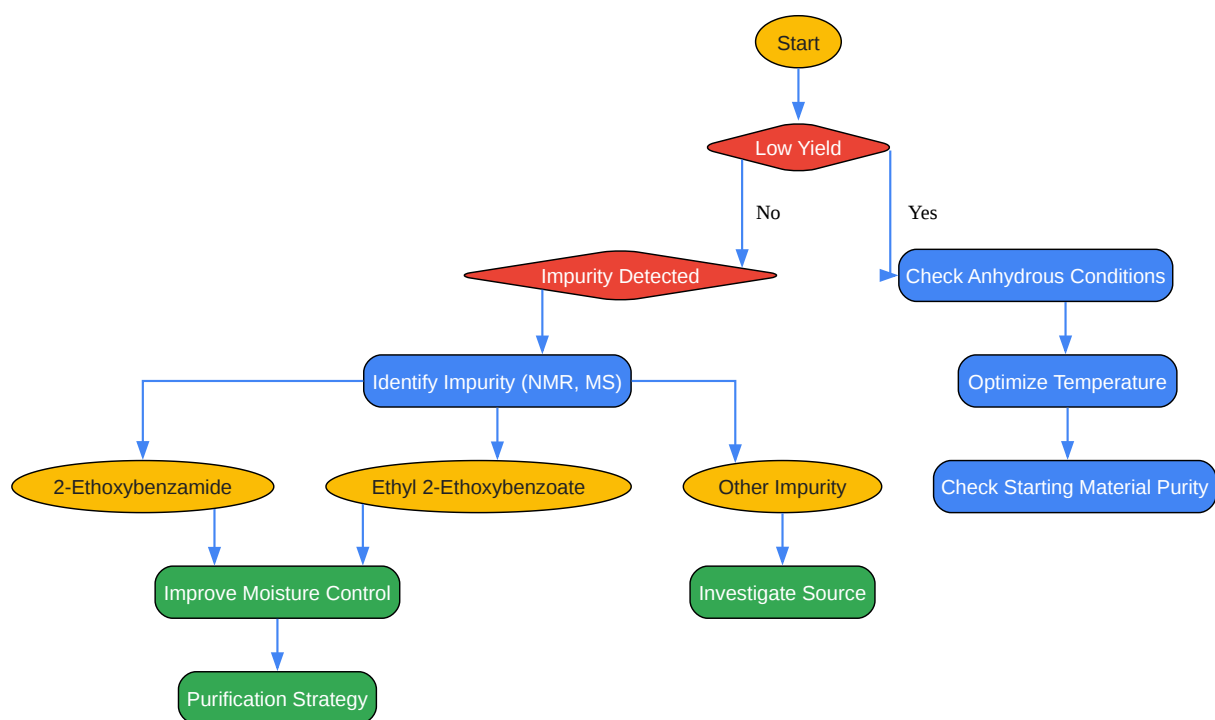 Start
Low Yield
No
Yes
Impurity Detected
Check Anhydrous Conditions
Identify Impurity (NMR, MS)
Optimize Temperature
2-Ethoxybenzamide
Ethyl 2-Ethoxybenzoate
Other Impurity
Check Starting Material Purity
Improve Moisture Control
Investigate Source
Purification Strategy